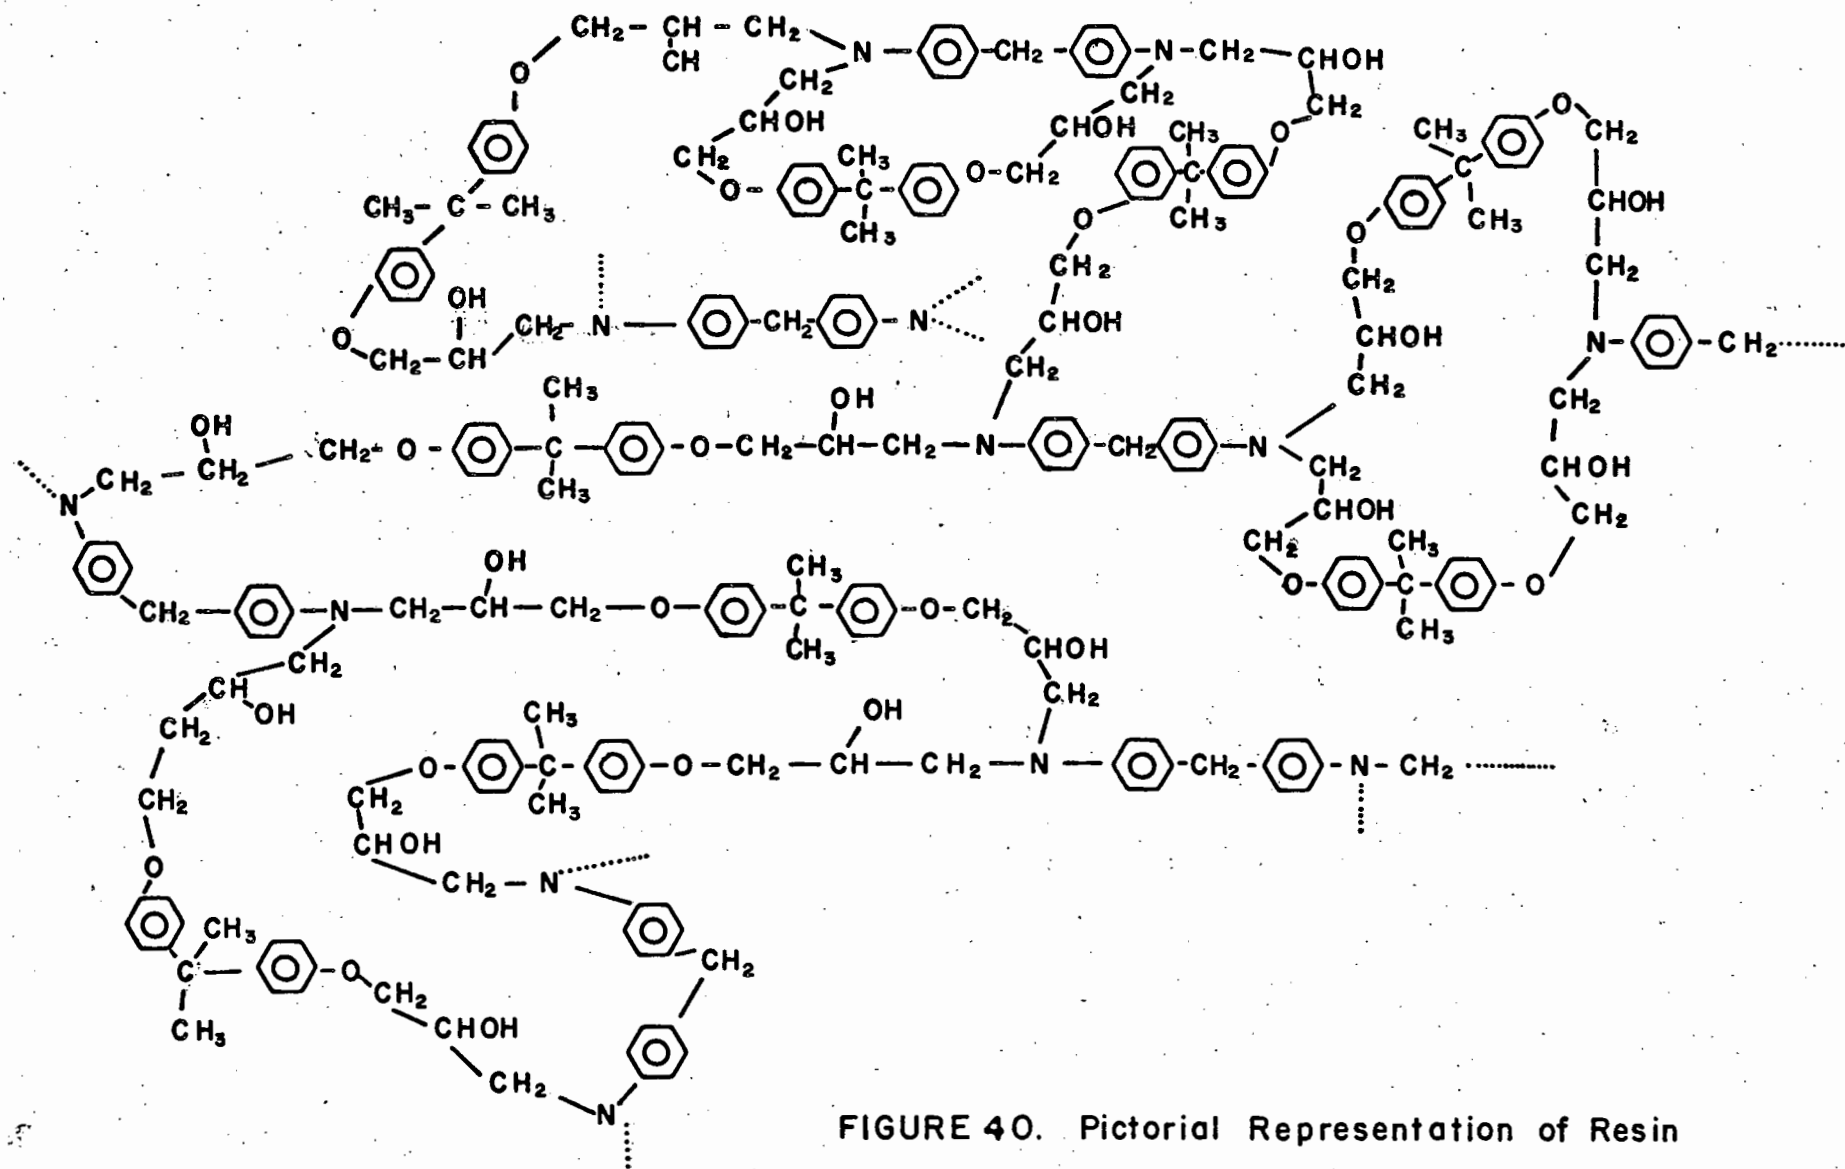 CH₂-CH-CH₂
CH
N-CH₂-N-CH₂
CHOH
O
CH₂
CH₂
CH₂
CH₃
O
CH₂
CHOH
CHOH
CH₃
O
CH₂
CH₂
CH₃
O-CH₂
CH₃-C-CH₃
O-C
C
C
CHOH
CH₃
O
CH₃
CH₃
CH₃
O
CH₂
CH₂
OH
CH₂
O
CH₂-N-CH₂-N
CHOH
CHOH
N-CH₂
CH₂-CH
CH₂
CH₂
CH₃
OH
CH₂
OH
CH₂-CH₂-CH₂-O-C-O-CH₂-CH-CH₂-N-CH₂-N
CH₂
CHOH
CH₃
N
CHOH
CH₂
CH₂
CH₃
OH
CH₃
O-C-O
CH₂-N-CH₂-CH-CH₂-O-C-O-CH₂
CH₃
CH₃
CHOH
CH₂
CH
OH
CH₂
CH₃
OH
CH₂
O-C-O-CH₂-CH-CH₂-N-CH₂-N-CH₂
CH₂
CH₂
CH₃
CHOH
O
CH₂-N
CH₃
CH₂
C-O
CH₂
CH₃
CHOH
CH₂
N
FIGURE 40. Pictorial Representation of Resin